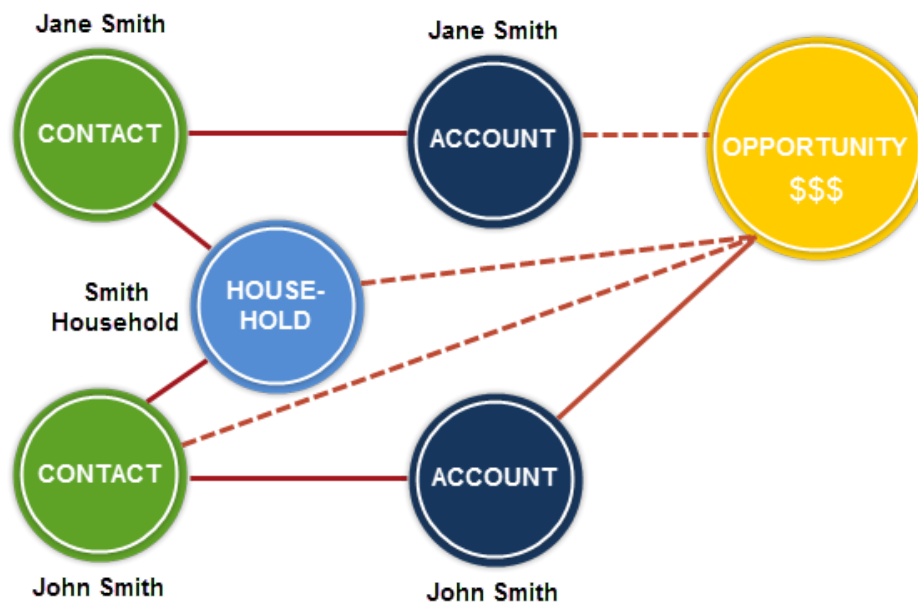 Jane Smith
Jane Smith
CONTACT
ACCOUNT
OPPORTUNITY
$$$
Smith
Household
HOUSE-
HOLD
CONTACT
ACCOUNT
John Smith
John Smith